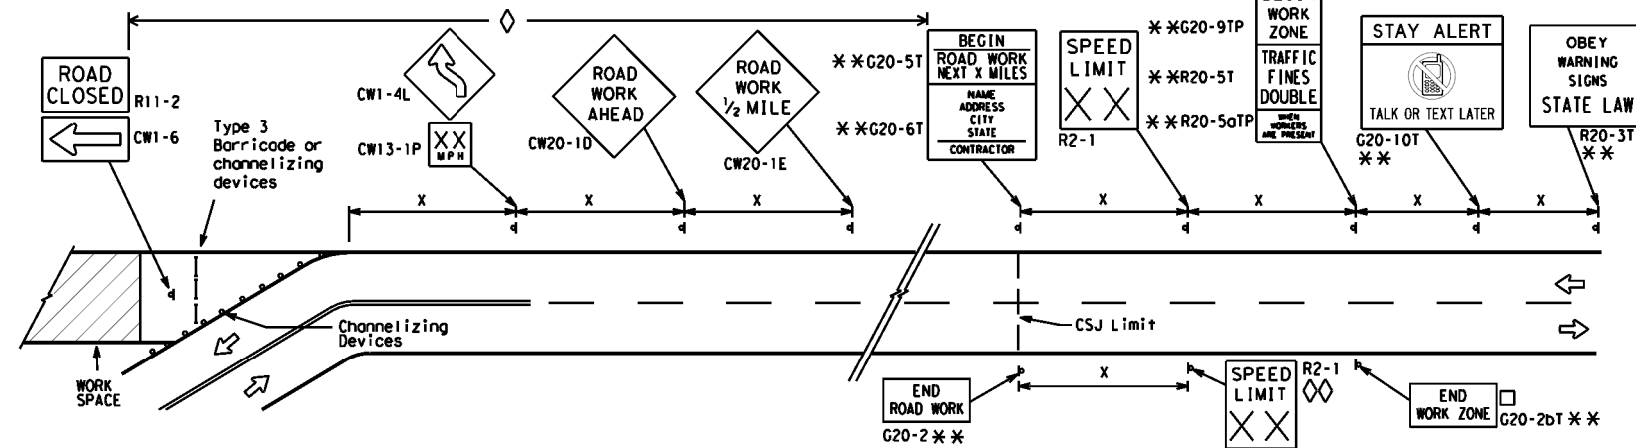 ROAD
CLOSED
R11-2
CW1-6
Type 3
Barricade or
channelizing
devices
CW1-4L
CW13-1P
XX
MPH
ROAD
WORK
AHEAD
CW20-1D
ROAD
WORK
1/2 MILE
CW20-1E
**G20-5T
**G20-6T
BEGIN
ROAD WORK
NEXT X MILES
NAME
ADDRESS
CITY
STATE
CONTRACTOR
SPEED
LIMIT
XX
R2-1
**G20-9TP
**R20-5T
**R20-5aTP
WORK
ZONE
TRAFFIC
FINES
DOUBLE
WHEN
WORKERS
ARE PRESENT
STAY ALERT
TALK OR TEXT LATER
G20-10T
**
OBEY
WARNING
SIGNS
STATE LAW
R20-3T
**
X X X X X X
Channelizing
Devices
CSJ Limit
WORK
SPACE
END
ROAD WORK
G20-2**
X
SPEED
LIMIT
XX
R2-1
END
WORK ZONE
G20-2bT **